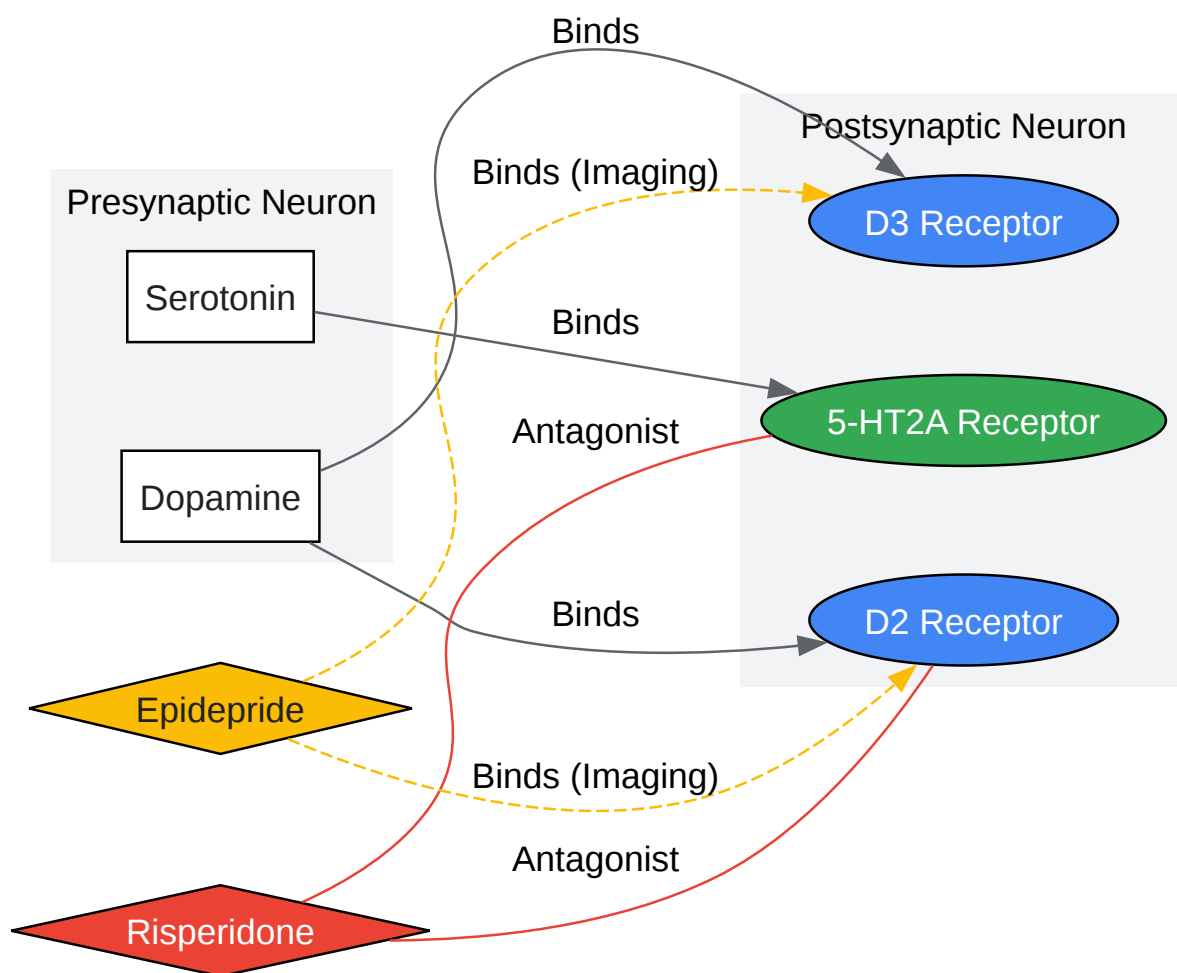 Binds
Postsynaptic Neuron
Binds (Imaging)
Presynaptic Neuron
D3 Receptor
Serotonin
Binds
5-HT2A Receptor
Antagonist
Dopamine
Binds
D2 Receptor
Epidepride
Binds (Imaging)
Antagonist
Risperidone